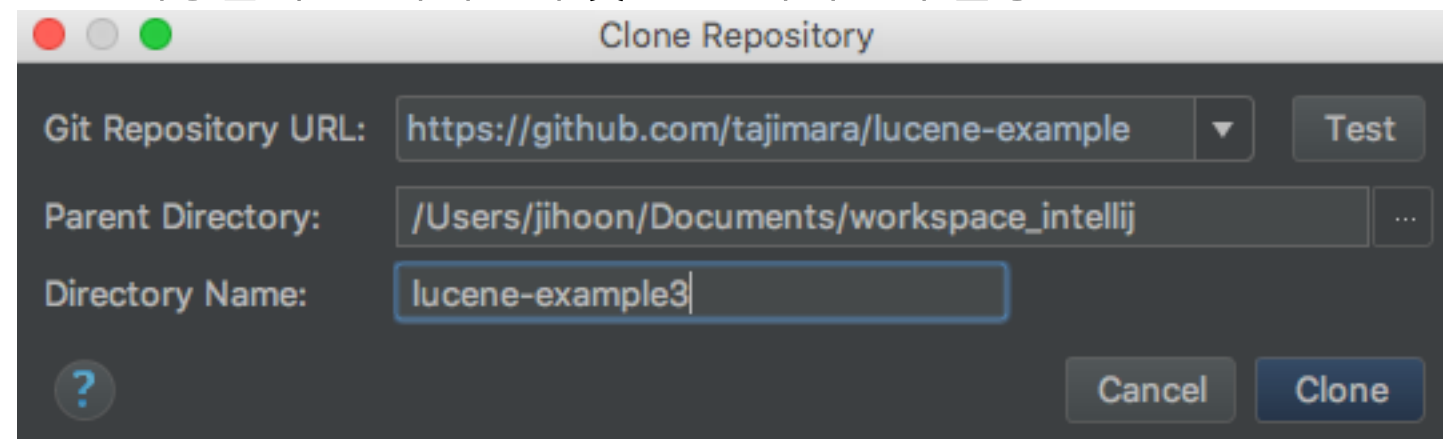 Clone Repository
Git Repository URL: https://github.com/tajimara/lucene-example ▼ Test
Parent Directory: /Users/jihoon/Documents/workspace_intellij ...
Directory Name: lucene-example3
? Cancel Clone